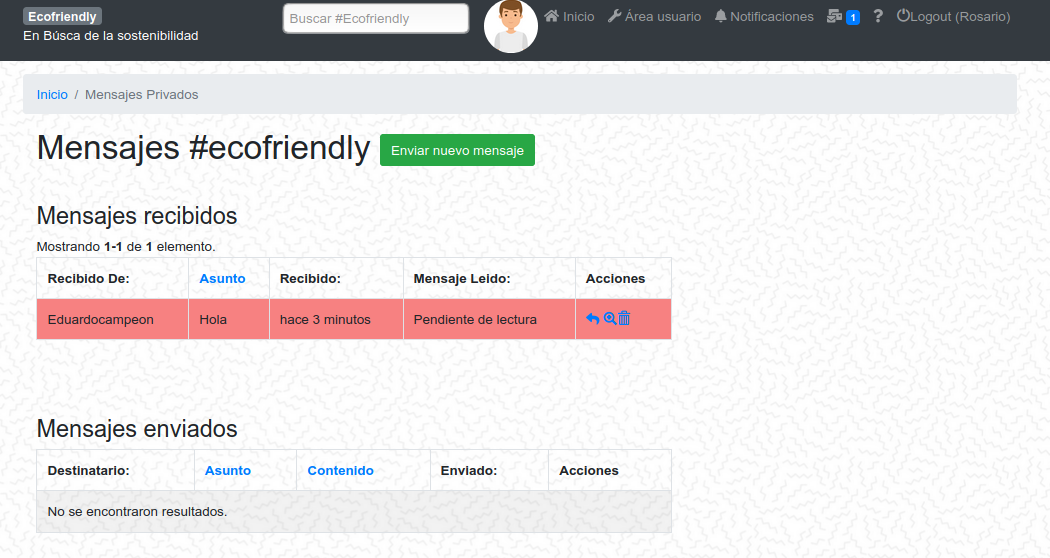 Ecofriendly
En Búsca de la sostenibilidad
Buscar #Ecofriendly
Inicio
Área usuario
Notificaciones
1
?
Logout (Rosario)
Inicio / Mensajes Privados
Mensajes #ecofriendly
Enviar nuevo mensaje
Mensajes recibidos
Mostrando 1-1 de 1 elemento.
Recibido De: Asunto Recibido: Mensaje Leido: Acciones
Eduardocampeon Hola hace 3 minutos Pendiente de lectura
Mensajes enviados
Destinatario: Asunto Contenido Enviado: Acciones
No se encontraron resultados.